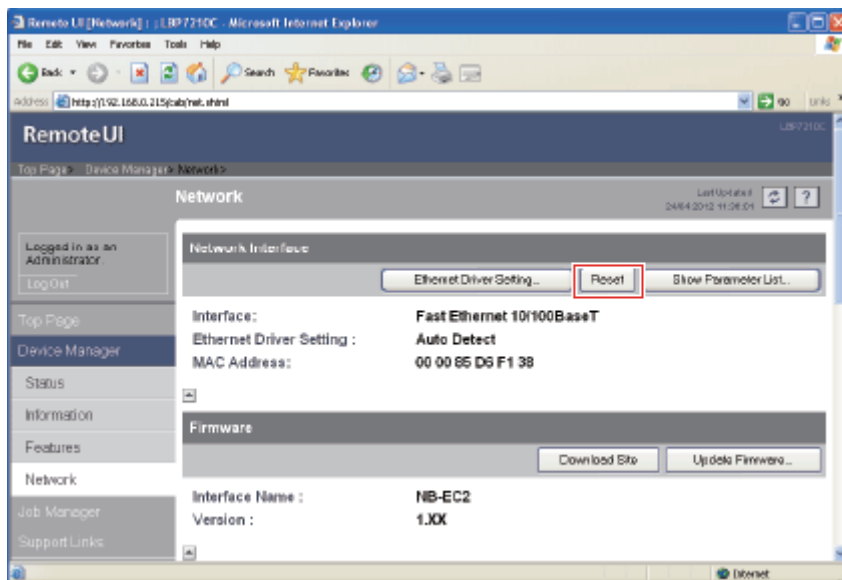 Remote UI [Network] : ; LBP7210C - Microsoft Internet Explorer
File Edit View Favorites Tools Help
Back Search Favorites
Address http://192.168.0.215/cab/net.shtml Go Links
RemoteUI LBP7210C
Top Page> Device Manager> Network>
Network Last Updated
24/04/2012 11:36:01
Logged in as an
Administrator.
Log Out
Top Page
Device Manager
Status
Information
Features
Network
Job Manager
Support Links
Network Interface
Ethernet Driver Setting... Reset Show Parameter List...
Interface: Fast Ethernet 10/100BaseT
Ethernet Driver Setting : Auto Detect
MAC Address: 00 00 85 D6 F1 38
Firmware
Download Site Update Firmware...
Interface Name : NB-EC2
Version : 1.XX
Internet